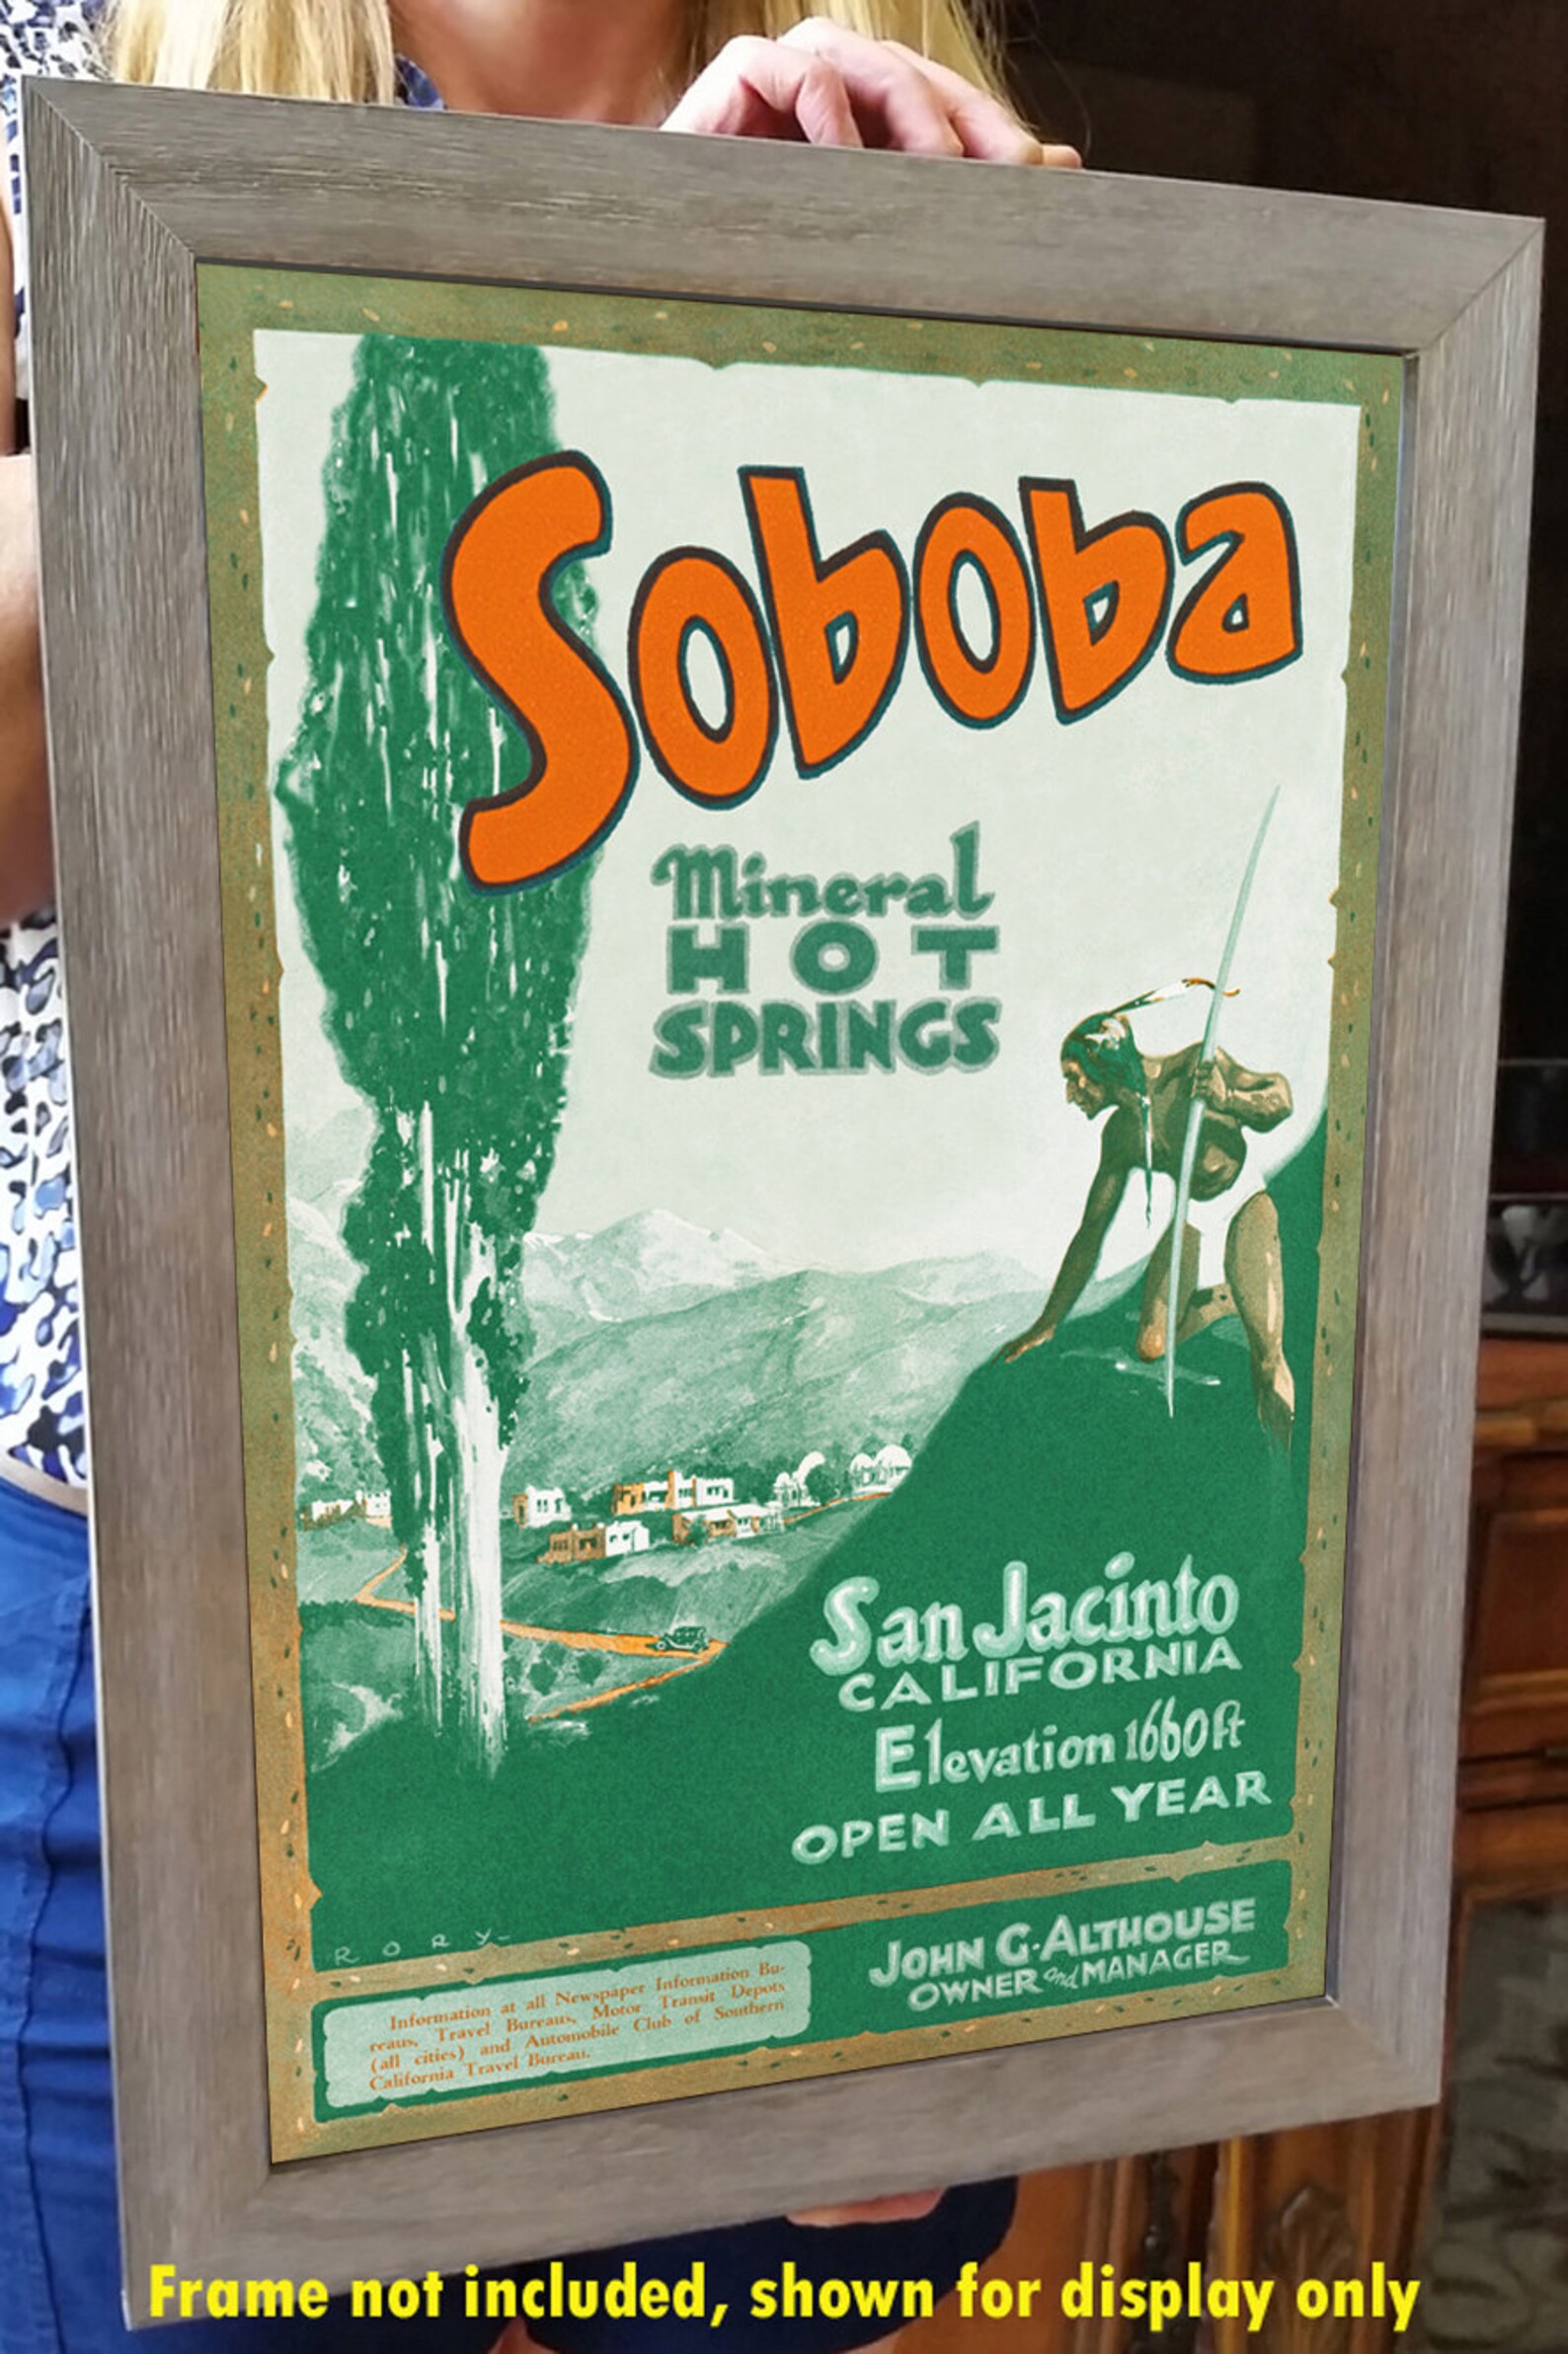 Soboba
Mineral
HOT
SPRINGS
San Jacinto
CALIFORNIA
Elevation 1660ft
OPEN ALL YEAR
RORY-
JOHN G. ALTHOUSE
OWNER and MANAGER
Information at all Newspaper Information Bu-
reaus, Travel Bureaus, Motor Transit Depots
(all cities) and Automobile Club of Southern
California Travel Bureau.
Frame not included, shown for display only